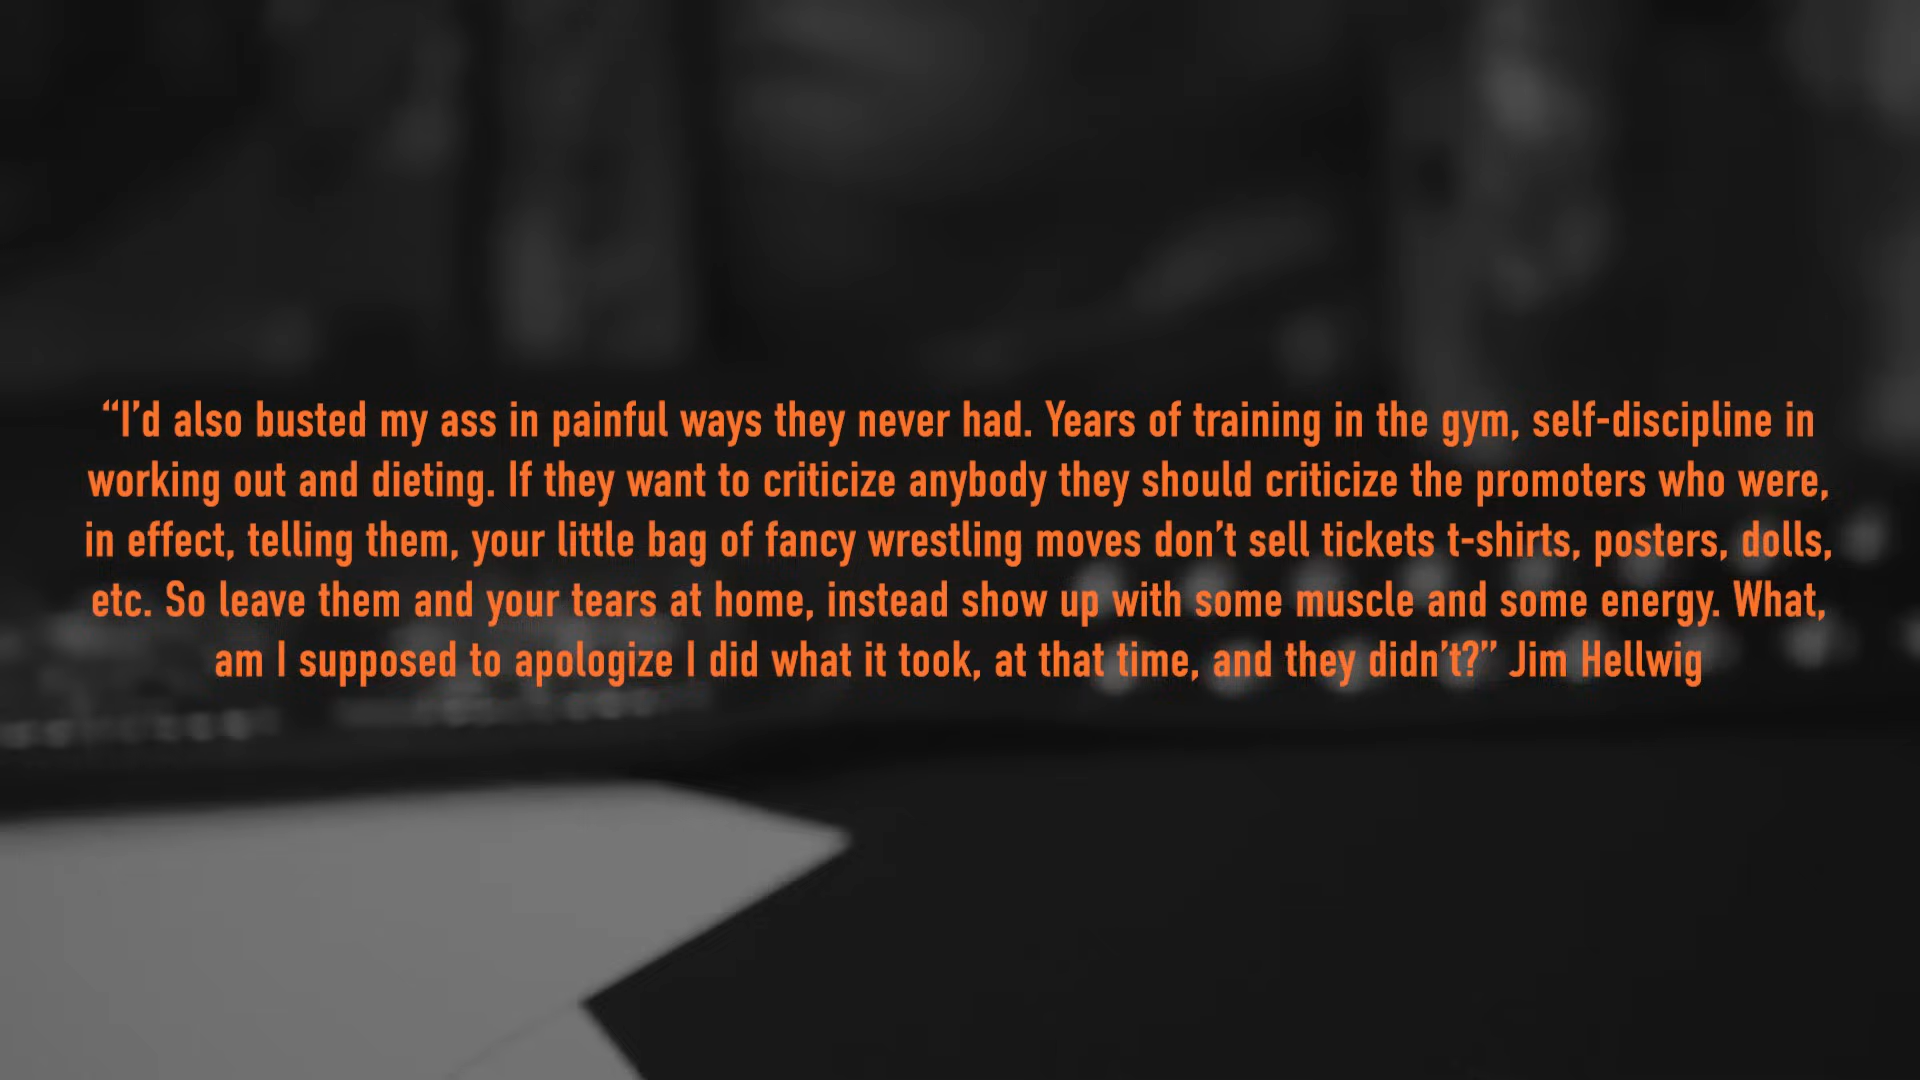 “I’d also busted my ass in painful ways they never had. Years of training in the gym, self-discipline in
working out and dieting. If they want to criticize anybody they should criticize the promoters who were,
in effect, telling them, your little bag of fancy wrestling moves don’t sell tickets t-shirts, posters, dolls,
etc. So leave them and your tears at home, instead show up with some muscle and some energy. What,
am I supposed to apologize I did what it took, at that time, and they didn’t?” Jim Hellwig